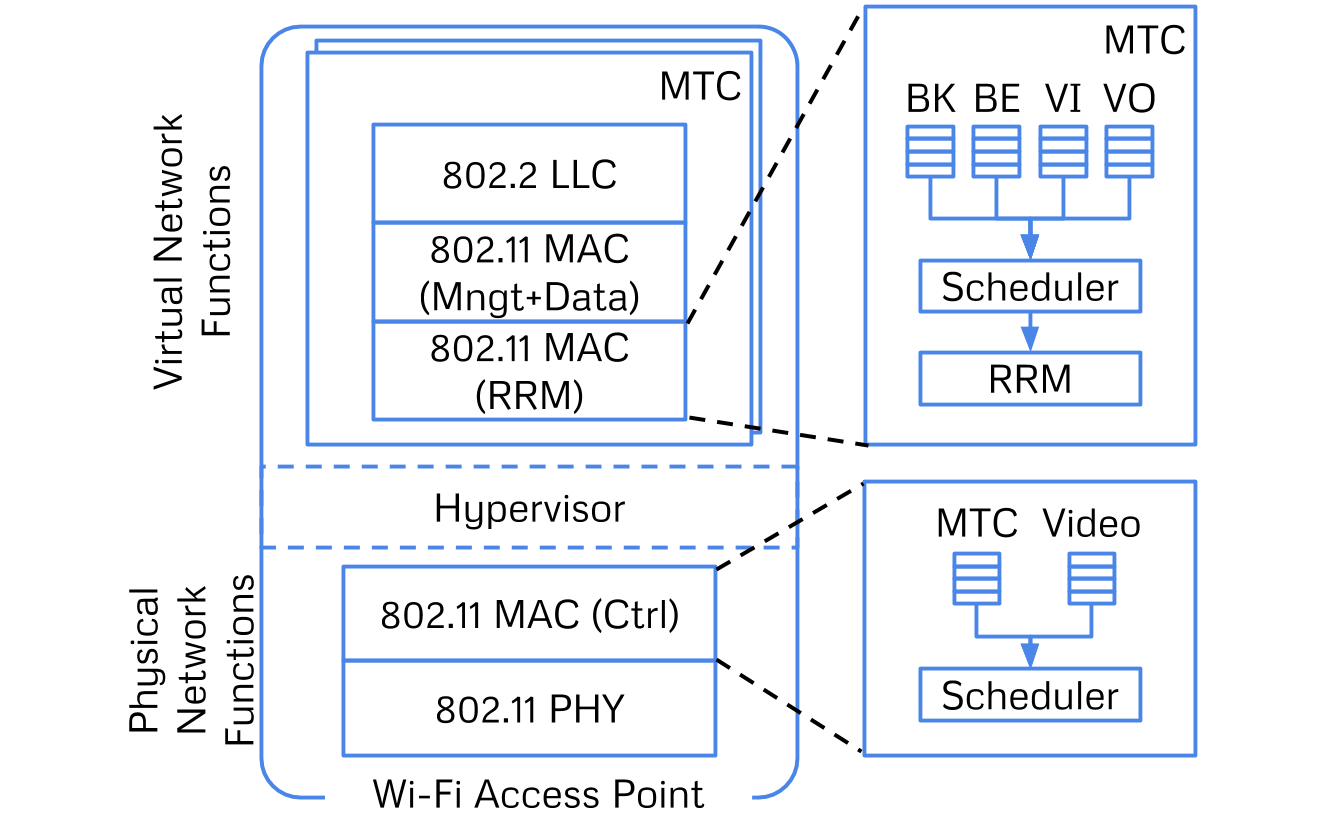 Virtual Network
Functions
MTC
802.2 LLC
802.11 MAC
(Mngt+Data)
802.11 MAC
(RRM)
Hypervisor
Physical
Network
Functions
802.11 MAC (Ctrl)
802.11 PHY
Wi-Fi Access Point
MTC
BK BE VI VO
Scheduler
RRM
MTC Video
Scheduler